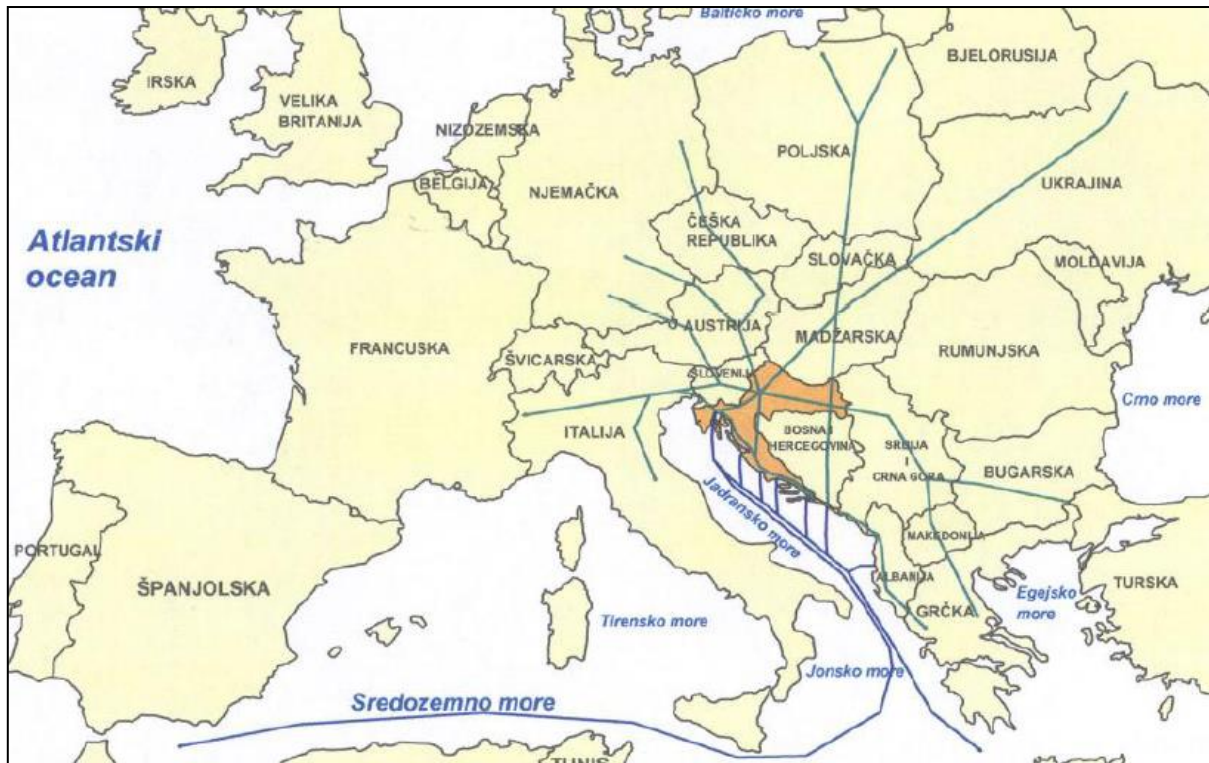 Baltičko more
BJELORUSIJA
IRSKA
VELIKA
BRITANIJA
NIZOZEMSKA
POLJSKA
BELGIJA
NJEMAČKA
UKRAJINA
ČEŠKA
REPUBLIKA
Atlantski
ocean
SLOVAČKA
MOLDAVIJA
AUSTRIJA
MADŽARSKA
FRANCUSKA
RUMUNJSKA
ŠVICARSKA
SLOVENIJ
Crno more
ITALIJA
BOSNA I
HERCEGOVINA
SRBIJA
I
CRNA GORA
BUGARSKA
Jadransko more
MAKEDONIJA
PORTUGAL
ŠPANJOLSKA
ALBANIJA
TURSKA
Egejsko
more
GRČKA
Tirensko more
Jonsko more
Sredozemno more
TUNIS